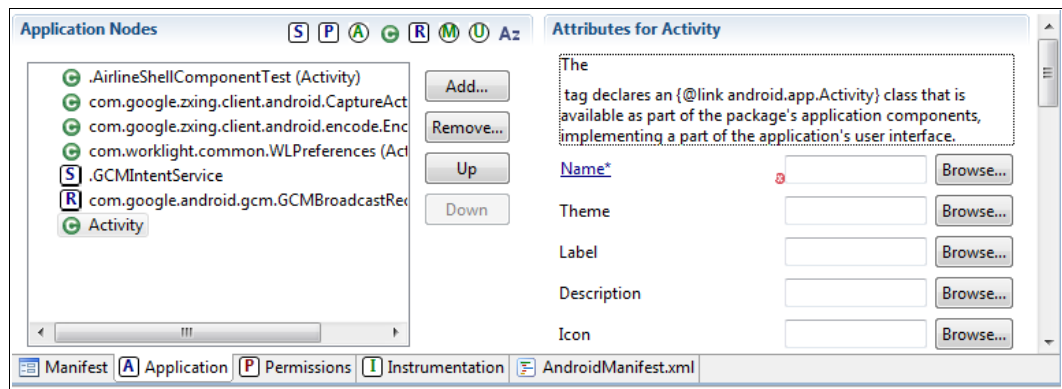 Application Nodes
S P A C R M U Az
.AirlineShellComponentTest (Activity)
com.google.zxing.client.android.CaptureAct
com.google.zxing.client.android.encode.Enc
com.worklight.common.WLPreferences (Act
S .GCMIntentService
R com.google.android.gcm.GCMBroadcastRec
Activity
Add...
Remove...
Up
Down
Attributes for Activity
The
tag declares an {@link android.app.Activity} class that is
available as part of the package's application components,
implementing a part of the application's user interface.
Name* Browse...
Theme Browse...
Label Browse...
Description Browse...
Icon Browse...
Manifest A Application P Permissions I Instrumentation AndroidManifest.xml